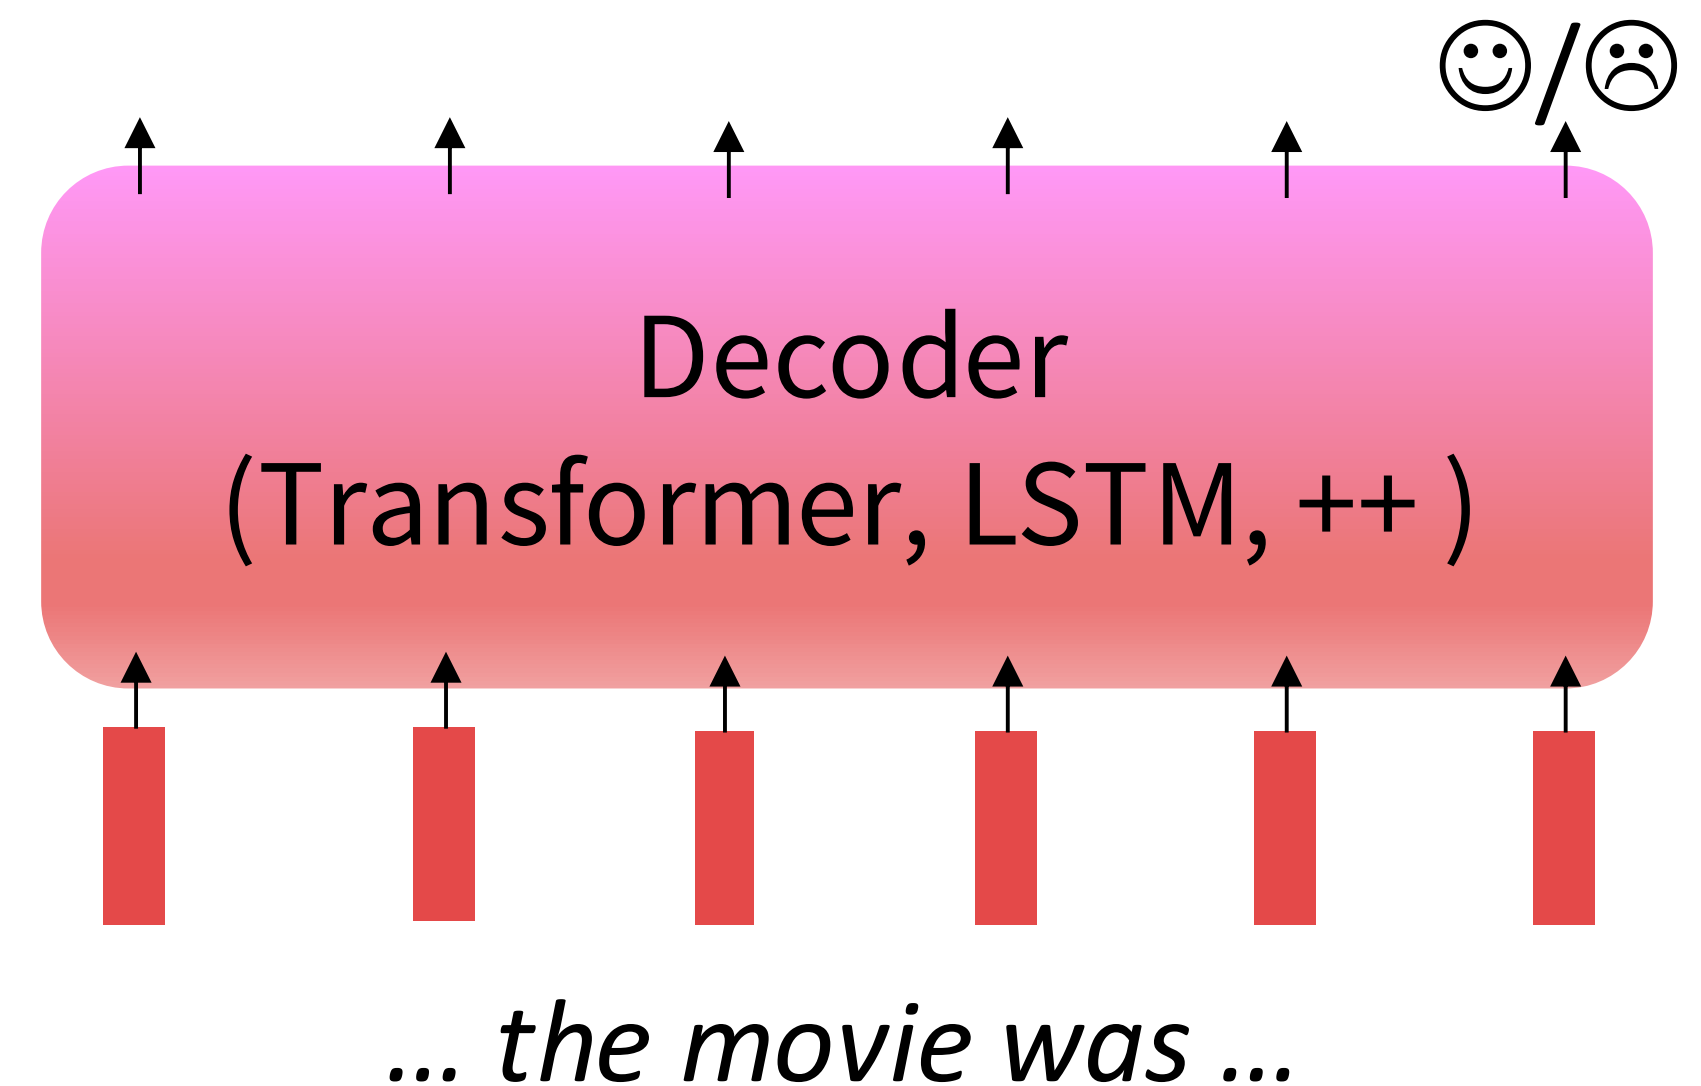 ☺/☹
Decoder
(Transformer, LSTM, ++ )
... the movie was ...